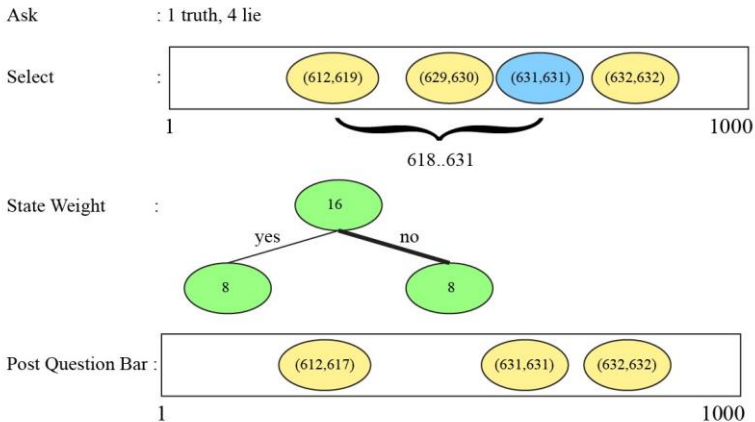 Ask : 1 truth, 4 lie
Select : (612,619) (629,630) (631,631) (632,632)
1 1000
618..631
State Weight : 16
yes no
8 8
Post Question Bar : (612,617) (631,631) (632,632)
1 1000